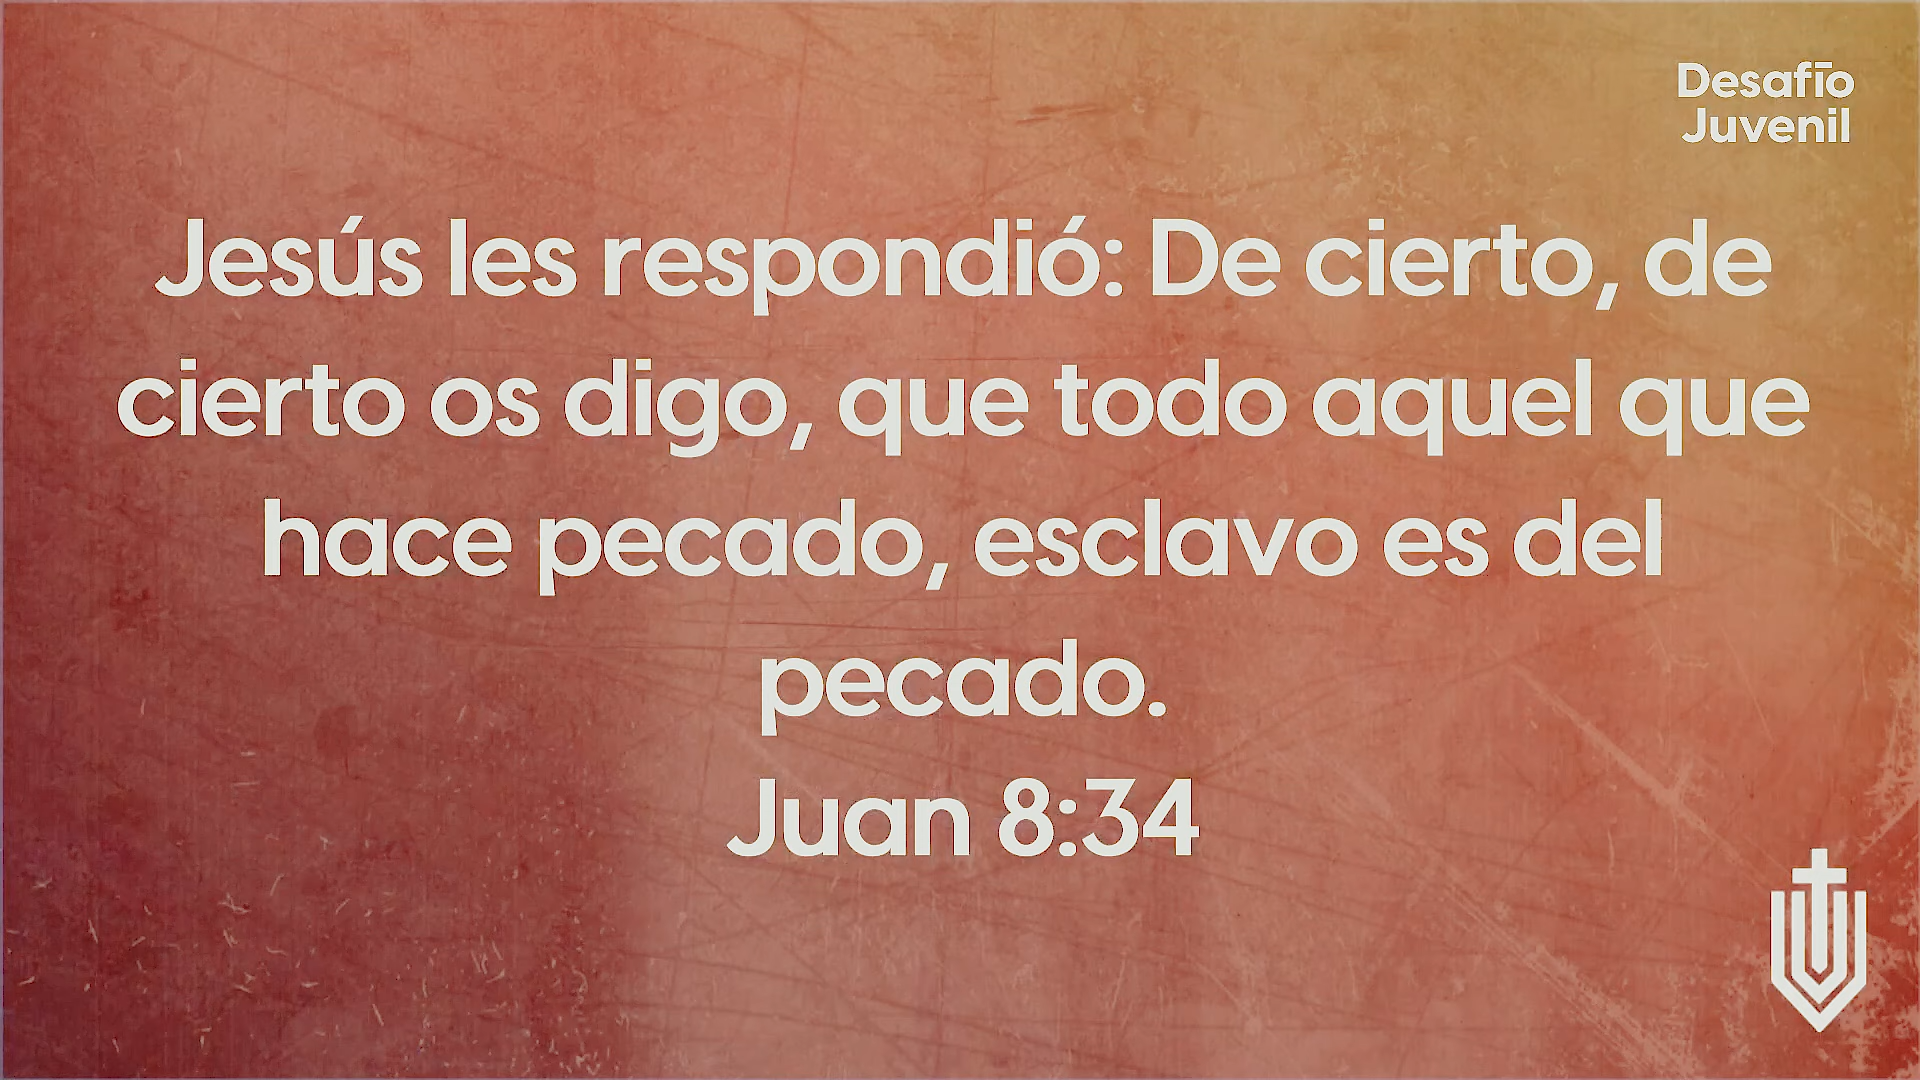 Desafío
Juvenil
Jesús les respondió: De cierto, de
cierto os digo, que todo aquel que
hace pecado, esclavo es del
pecado.
Juan 8:34